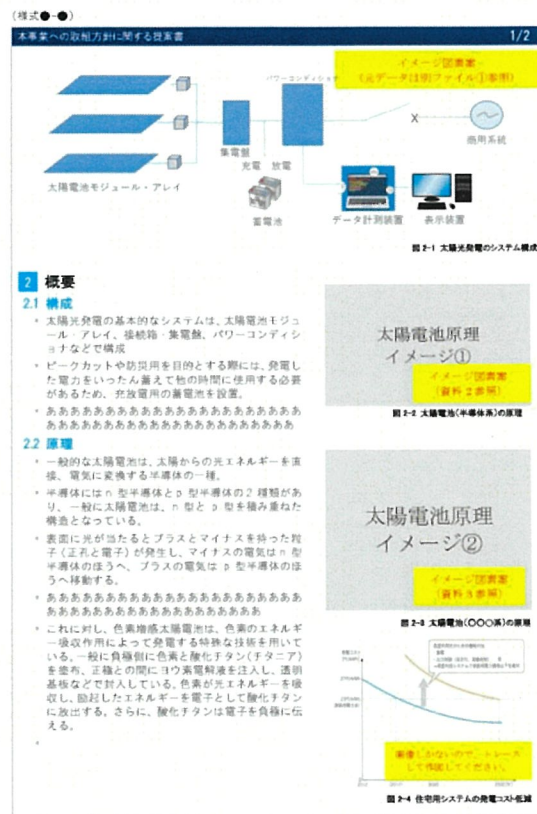 (様式●-●)
本事業への取組方針に関する提案書 1/2
イメージ図素案
(元データは別ファイル①参照)
パワーコンディショナ
集電盤
充電 放電
商用系統
太陽電池モジュール・アレイ
蓄電池
データ計測装置
表示装置
図 2-1 太陽光発電のシステム構成
2 概要
2.1 構成
・太陽光発電の基本的なシステムは、太陽電池モジュ
ール・アレイ、接続箱・集電盤、パワーコンディシ
ョナなどで構成
・ピークカットや防災用を目的とする際には、発電し
た電力をいったん蓄えて他の時間に使用する必要
があるため、充放電用の蓄電池を設置。
・ああああああああああああああああああああああ
あああああああああああああああああああああ
太陽電池原理
イメージ①
イメージ図素案
(資料2参照)
図 2-2 太陽電池(半導体系)の原理
2.2 原理
・一般的な太陽電池は、太陽からの光エネルギーを直
接、電気に変換する半導体の一種。
・半導体にはn型半導体とp型半導体の2種類があ
り、一般に太陽電池は、n型とp型を積み重ねた
構造となっている。
・表面に光が当たるとプラスとマイナスを持った粒
子(正孔と電子)が発生し、マイナスの電気はn型
半導体のほうへ、プラスの電気はp型半導体のほ
うへ移動する。
・ああああああああああああああああああああああ
ああああああああああああああああああ
・これに対し、色素増感太陽電池は、色素のエネルギ
ー吸収作用によって発電する特殊な技術を用いて
いる。一般に負極側に色素と酸化チタン(チタニア)
を塗布、正極との間にヨウ素電解液を注入し、透明
基板などで封入している。色素が光エネルギーを吸
収し、励起したエネルギーを電子として酸化チタン
に放出する。さらに、酸化チタンは電子を負極に伝
える。
太陽電池原理
イメージ②
イメージ図素案
(資料3参照)
図 2-3 太陽電池(〇〇〇系)の原理
画像しかないので、トレース
して作図してください。
図 2-4 住宅用システムの発電コスト低減